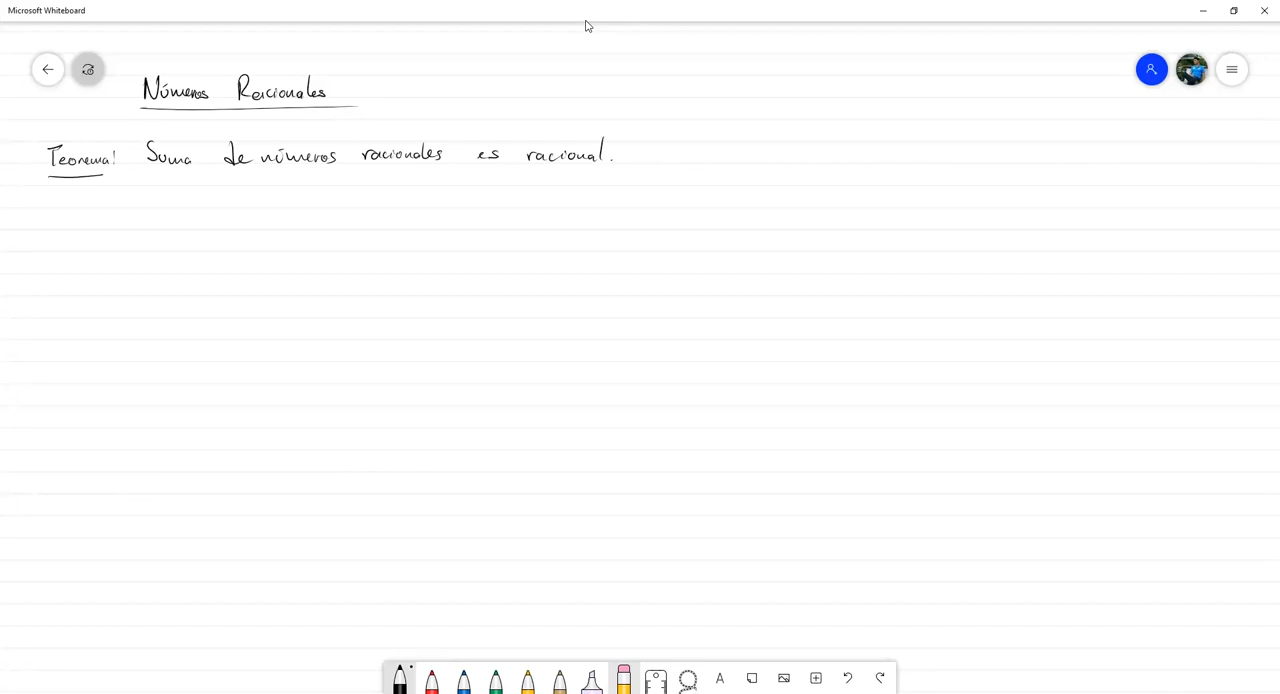 Microsoft Whiteboard
Números Racionales
Teorema: Suma de números racionales es racional.